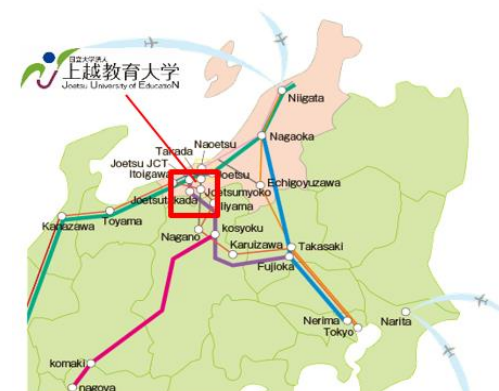 国立大学法人
上越教育大学
Joetsu University of EducatioN
Niigata
Nagaoka
Naoetsu
Takada
Joetsu JCT
Itoigawa
Joetsu
Echigoyuzawa
Joetsumyoko
Joetsutakada
Iiyama
Toyama
Kanazawa
Nagano
kosyoku
Karuizawa
Takasaki
Fujioka
Nerima
Tokyo
Narita
komaki
nagoya